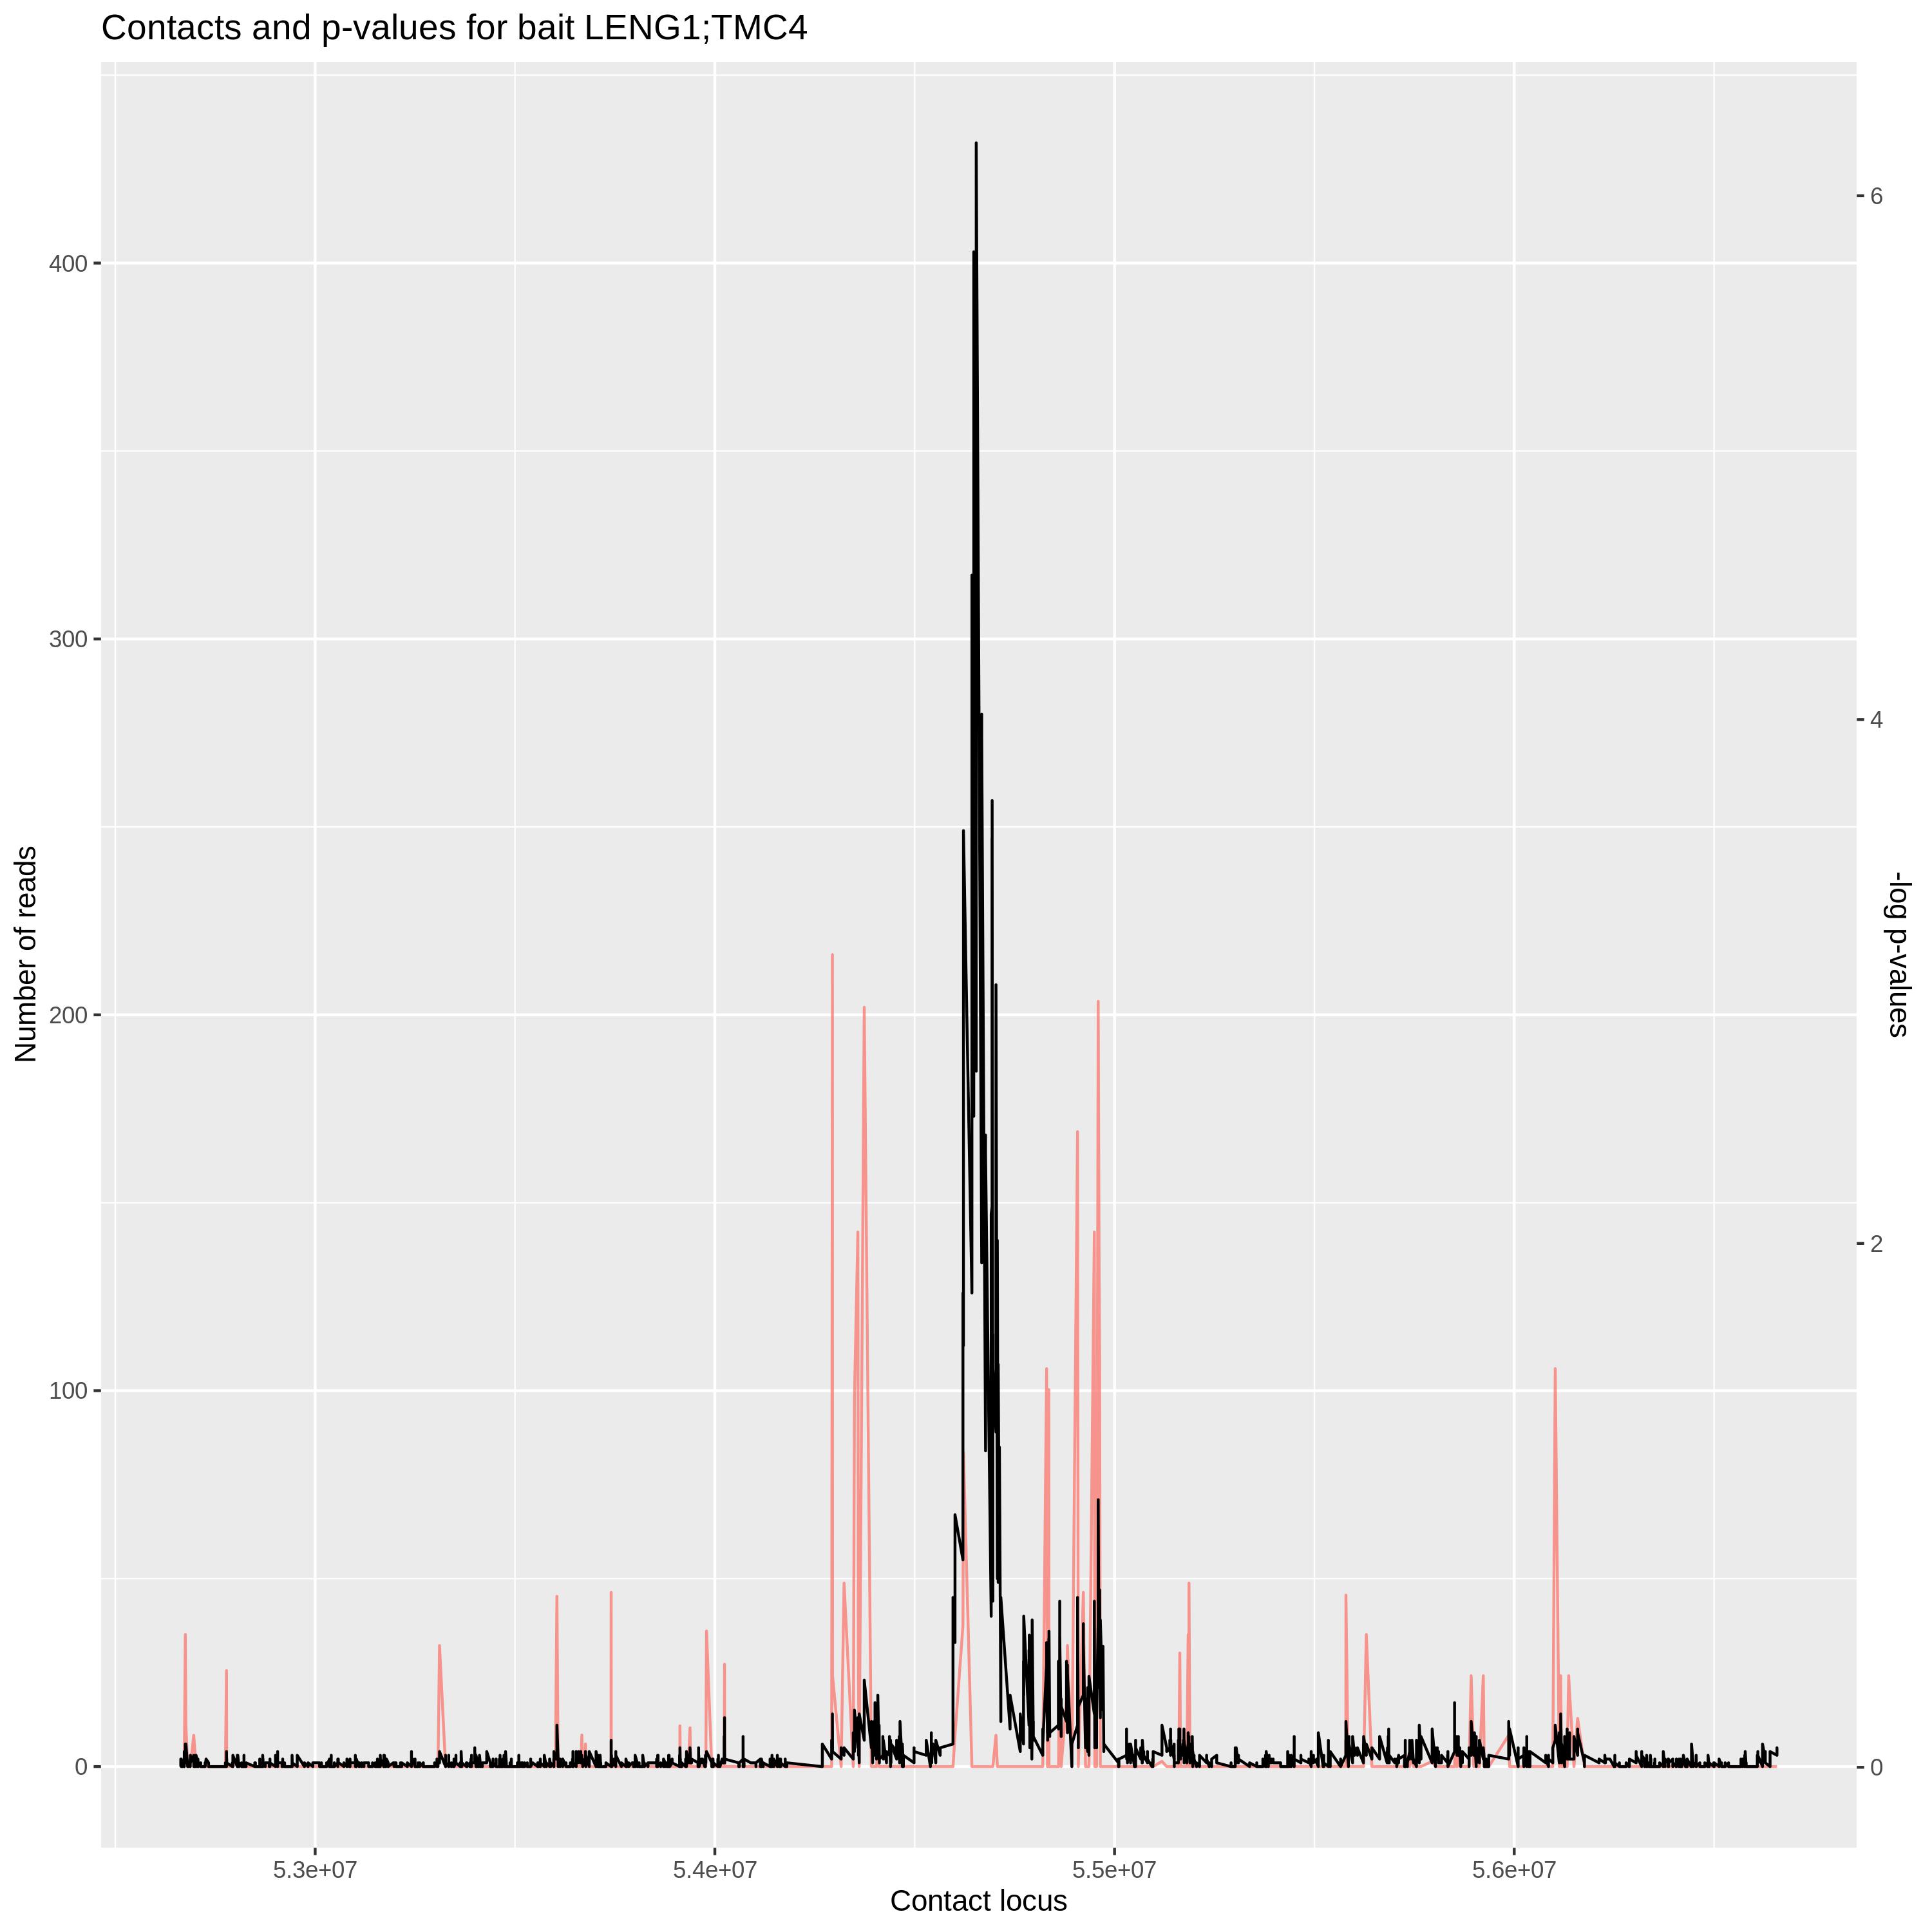 Contacts and p-values for bait LENG1;TMC4
Number of reads
400
300
200
100
0
6
4
2
0
-log p-values
5.3e+07
5.4e+07
5.5e+07
5.6e+07
Contact locus